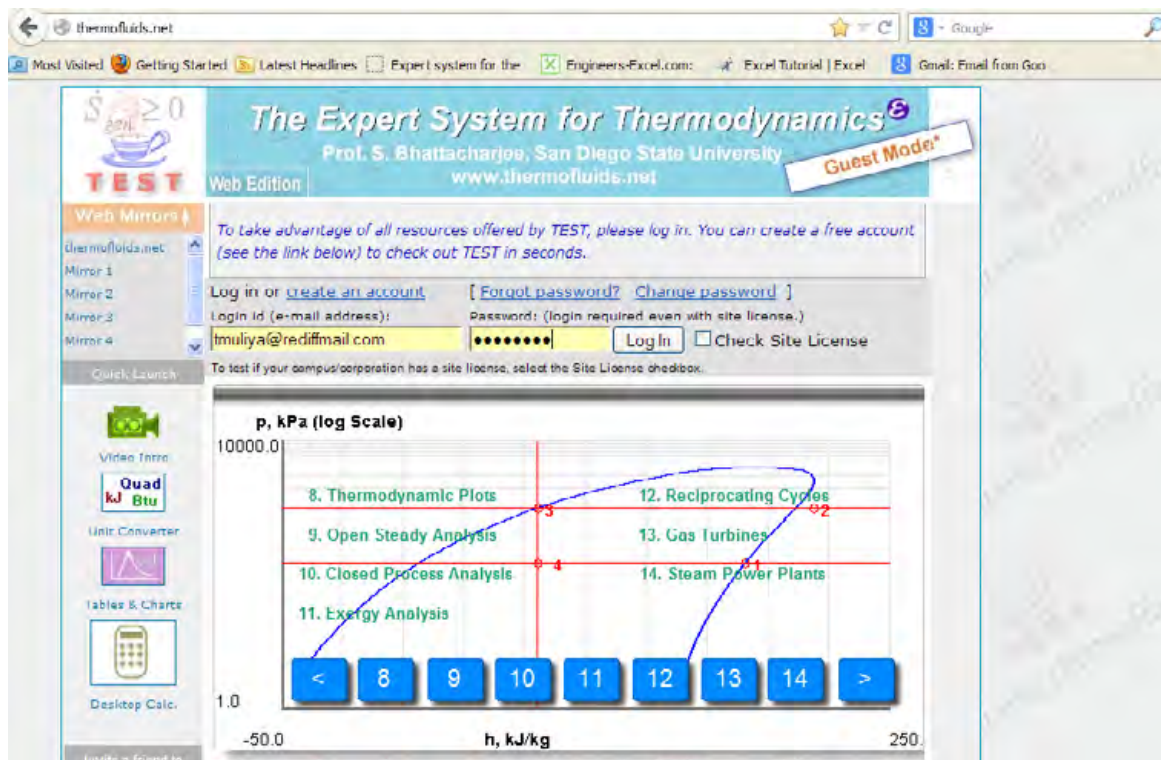 thermofluids.net
Google
Most Visited Getting Started Latest Headlines Expert system for the Engineers-Excel.com: Excel Tutorial | Excel Gmail: Email from Goo
Ṡgen ≥ 0
TEST
The Expert System for Thermodynamics
Prof. S. Bhattacharjee, San Diego State University
Web Edition
www.thermofluids.net
Guest Mode*
Web Mirrors
thermofluids.net
Mirror 1
Mirror 2
Mirror 3
Mirror 4
To take advantage of all resources offered by TEST, please log in. You can create a free account
(see the link below) to check out TEST in seconds.
Log in or create an account [ Forgot password? Change password ]
Login id (e-mail address): Password: (login required even with site license.)
tmuliya@rediffmail.com ●●●●●●●● Log In Check Site License
To test if your campus/corporation has a site license, select the Site License checkbox.
Quick Launch
Video Intro
Quad
kJ Btu
Unit Converter
Tables & Charts
Desktop Calc.
Invite a friend to
p, kPa (log Scale)
10000.0
8. Thermodynamic Plots 12. Reciprocating Cycles
3 2
9. Open Steady Analysis 13. Gas Turbines
4 1
10. Closed Process Analysis 14. Steam Power Plants
11. Exergy Analysis
< 8 9 10 11 12 13 14 >
1.0
-50.0 h, kJ/kg 250.